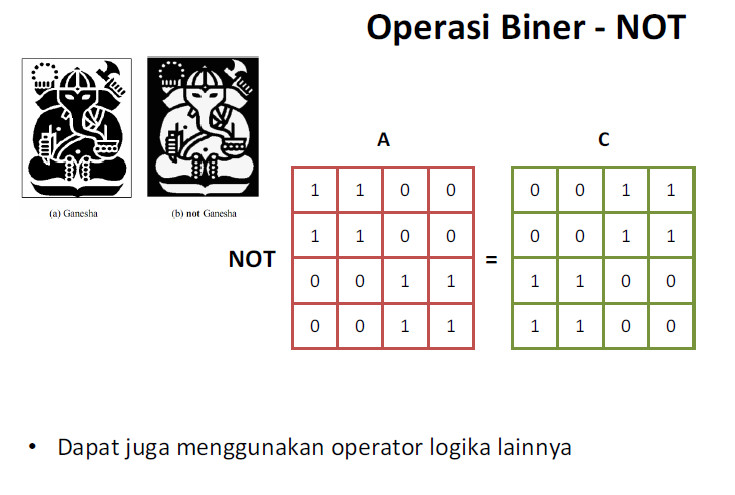 Operasi Biner - NOT
(a) Ganesha
(b) not Ganesha
A
C
NOT
1 1 0 0
1 1 0 0
0 0 1 1
0 0 1 1
=
0 0 1 1
0 0 1 1
1 1 0 0
1 1 0 0
• Dapat juga menggunakan operator logika lainnya